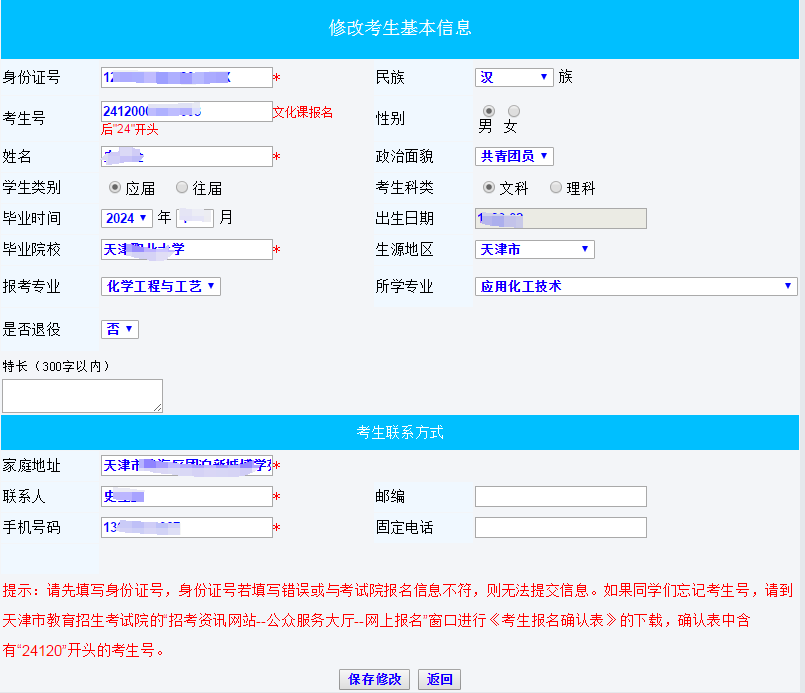 修改考生基本信息
身份证号 * 民族 汉 族
考生号 2412000 文化课报名后"24"开头 性别 男 女
姓名 * 政治面貌 共青团员
学生类别 应届 往届 考生科类 文科 理科
毕业时间 2024 年 月 出生日期
毕业院校 天津 大学 * 生源地区 天津市
报考专业 化学工程与工艺 所学专业 应用化工技术
是否退役 否
特长（300字以内）
考生联系方式
家庭地址 天津市 *
联系人 史 * 邮编
手机号码 13 * 固定电话
提示：请先填写身份证号，身份证号若填写错误或与考试院报名信息不符，则无法提交信息。如果同学们忘记考生号，请到
天津市教育招生考试院的“招考资讯网站--公众服务大厅--网上报名”窗口进行《考生报名确认表》的下载，确认表中含
有“24120”开头的考生号。
保存修改 返回